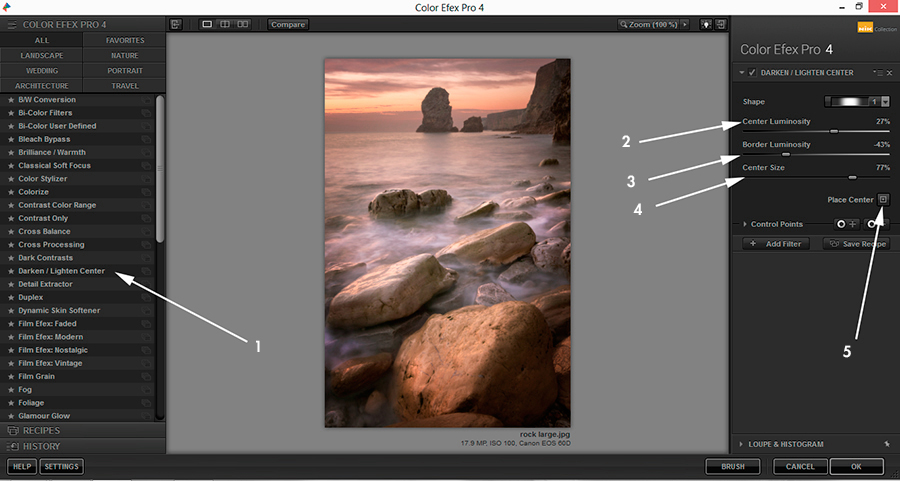 Color Efex Pro 4
COLOR EFEX PRO 4
ALL FAVORITES
LANDSCAPE NATURE
WEDDING PORTRAIT
ARCHITECTURE TRAVEL
B/W Conversion
Bi-Color Filters
Bi-Color User Defined
Bleach Bypass
Brilliance / Warmth
Classical Soft Focus
Color Stylizer
Colorize
Contrast Color Range
Contrast Only
Cross Balance
Cross Processing
Dark Contrasts
Darken / Lighten Center
Detail Extractor
Duplex
Dynamic Skin Softener
Film Efex: Faded
Film Efex: Modern
Film Efex: Nostalgic
Film Efex: Vintage
Film Grain
Fog
Foliage
Glamour Glow
RECIPES
HISTORY
HELP SETTINGS
1
Compare
Zoom (100 %)
rock large.jpg
17.9 MP, ISO 100, Canon EOS 60D
Collection
Color Efex Pro 4
DARKEN / LIGHTEN CENTER
Shape 1
Center Luminosity 27%
2
Border Luminosity -43%
3
Center Size 77%
4
Place Center
Control Points
Add Filter Save Recipe
5
LOUPE & HISTOGRAM
BRUSH CANCEL OK